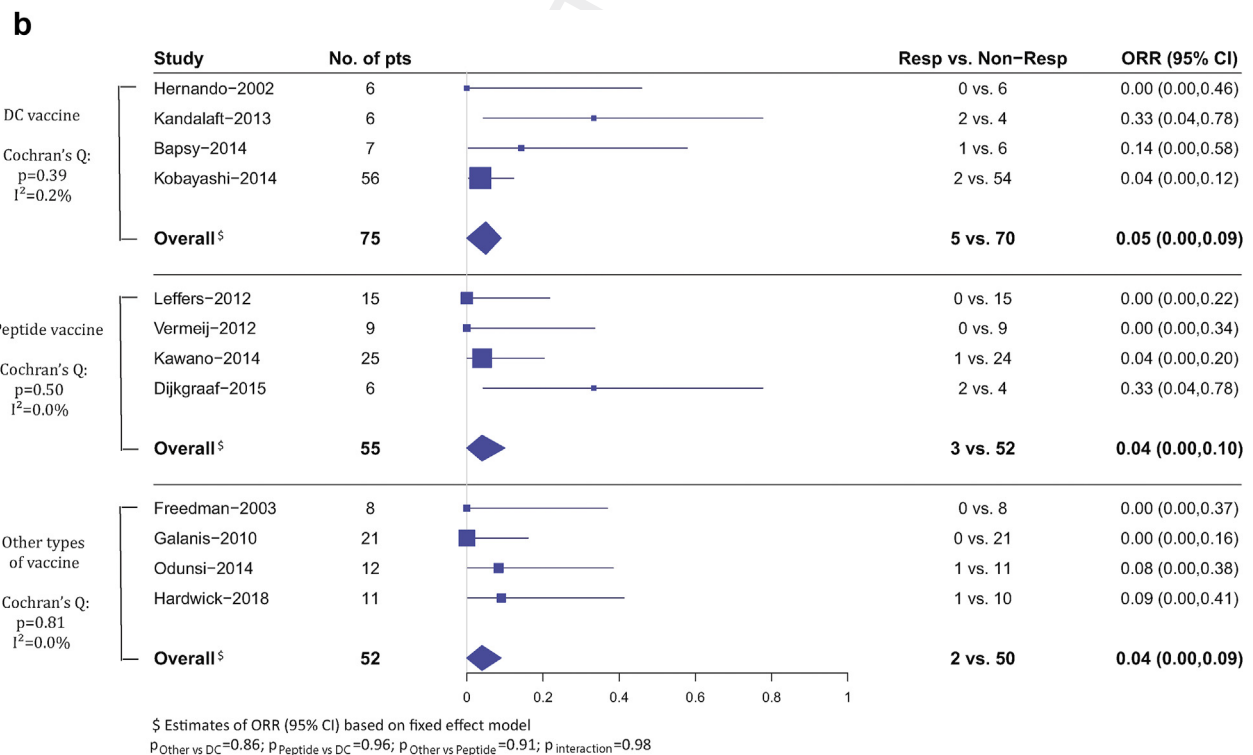 b
Study No. of pts Resp vs. Non−Resp ORR (95% CI)
Hernando−2002 6 0 vs. 6 0.00 (0.00,0.46)
DC vaccine
Kandalaft−2013 6 2 vs. 4 0.33 (0.04,0.78)
Cochran's Q:
Bapsy−2014 7 1 vs. 6 0.14 (0.00,0.58)
p=0.39
Kobayashi−2014 56 2 vs. 54 0.04 (0.00,0.12)
I²=0.2%
Overall$ 75 5 vs. 70 0.05 (0.00,0.09)
Leffers−2012 15 0 vs. 15 0.00 (0.00,0.22)
Peptide vaccine
Vermeij−2012 9 0 vs. 9 0.00 (0.00,0.34)
Kawano−2014 25 1 vs. 24 0.04 (0.00,0.20)
Cochran's Q:
p=0.50
Dijkgraaf−2015 6 2 vs. 4 0.33 (0.04,0.78)
I²=0.0%
Overall$ 55 3 vs. 52 0.04 (0.00,0.10)
Freedman−2003 8 0 vs. 8 0.00 (0.00,0.37)
Other types
Galanis−2010 21 0 vs. 21 0.00 (0.00,0.16)
of vaccine
Odunsi−2014 12 1 vs. 11 0.08 (0.00,0.38)
Cochran's Q:
Hardwick−2018 11 1 vs. 10 0.09 (0.00,0.41)
p=0.81
I²=0.0%
Overall$ 52 2 vs. 50 0.04 (0.00,0.09)
0 0.2 0.4 0.6 0.8 1
$ Estimates of ORR (95% CI) based on fixed effect model
p Other vs DC=0.86; p Peptide vs DC=0.96; p Other vs Peptide=0.91; p interaction=0.98